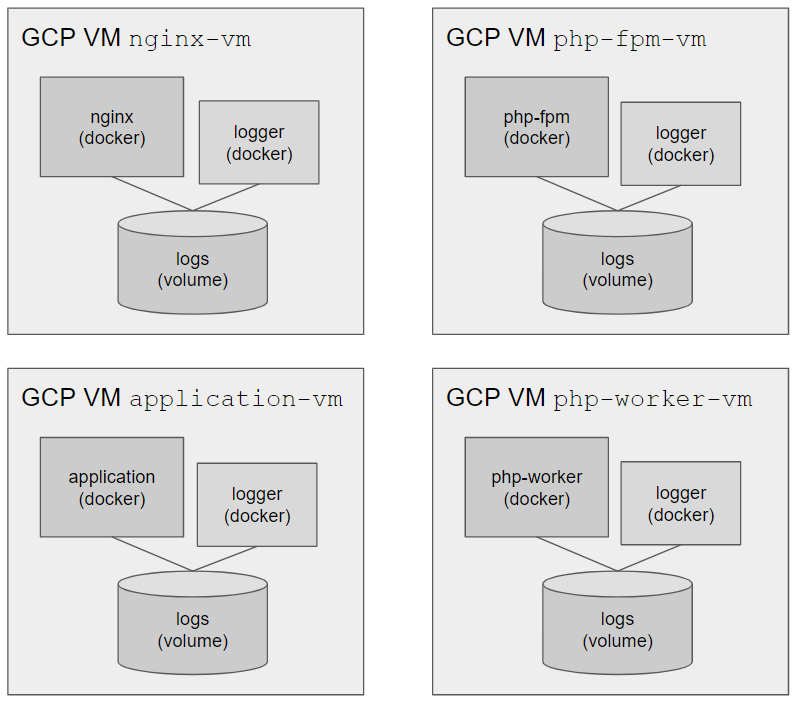 GCP VM nginx-vm
nginx
(docker)
logger
(docker)
logs
(volume)
GCP VM php-fpm-vm
php-fpm
(docker)
logger
(docker)
logs
(volume)
GCP VM application-vm
application
(docker)
logger
(docker)
logs
(volume)
GCP VM php-worker-vm
php-worker
(docker)
logger
(docker)
logs
(volume)